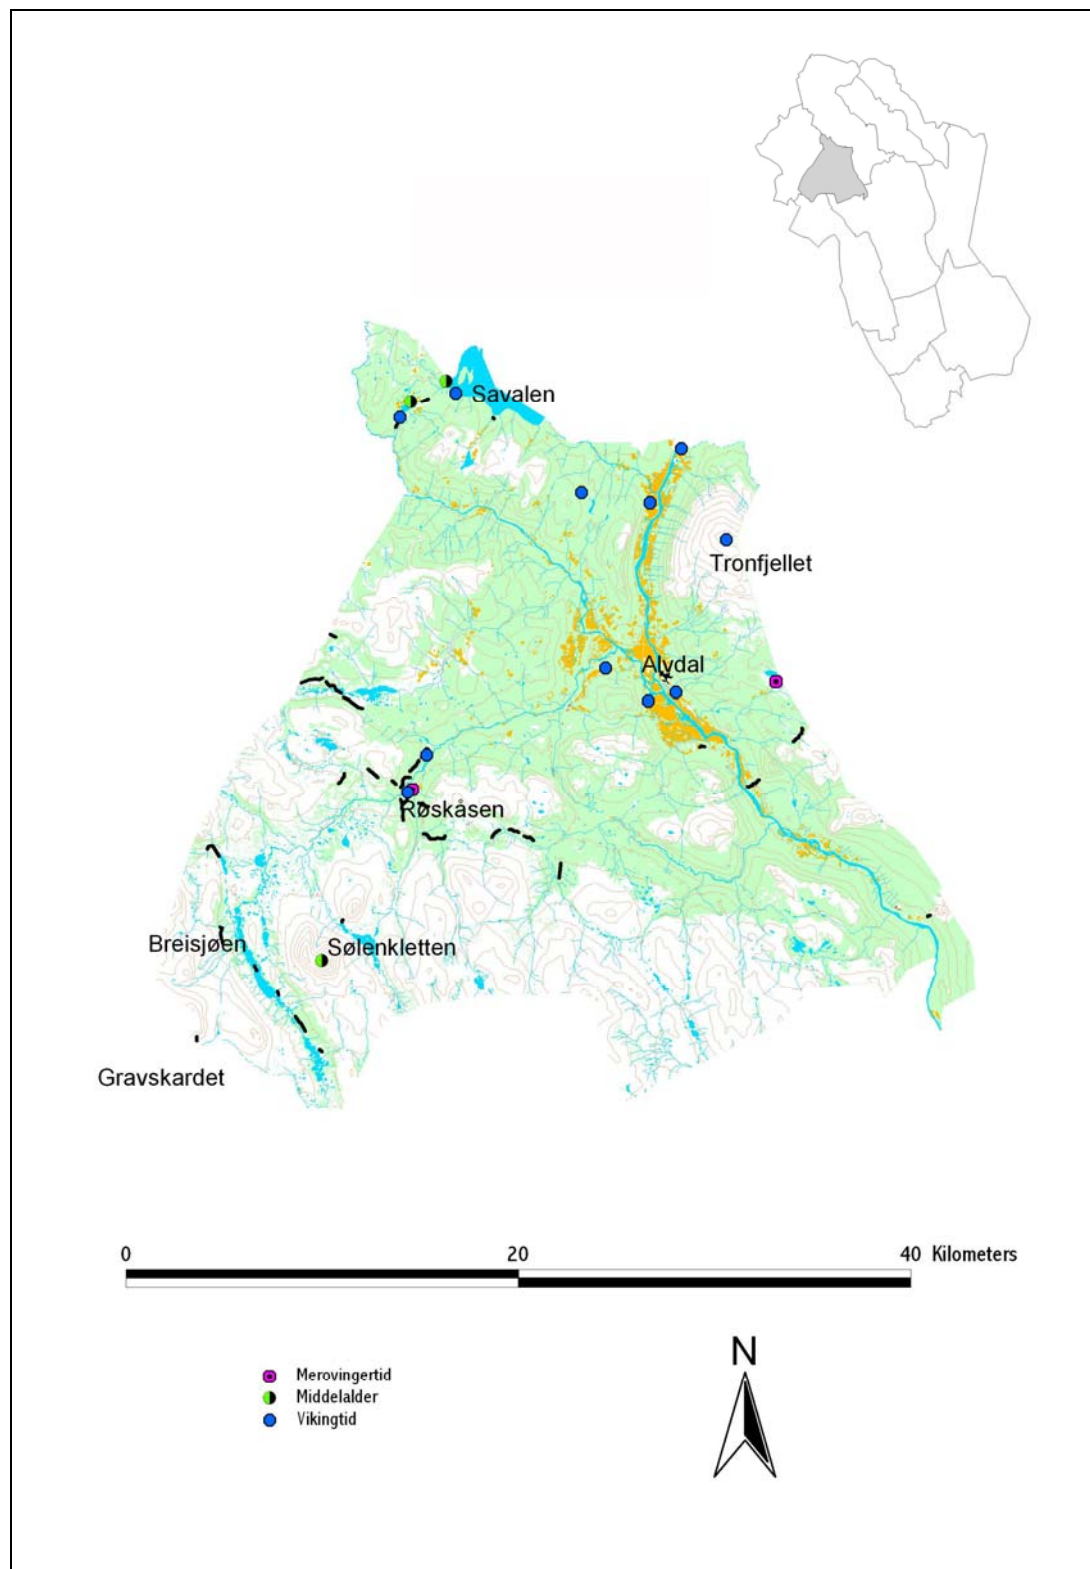 Savalen
Tronfjellet
Alvdal
Røskåsen
Breisjøen
Sølenkletten
Gravskardet
0 20 40 Kilometers
N
Merovingertid
Middelalder
Vikingtid